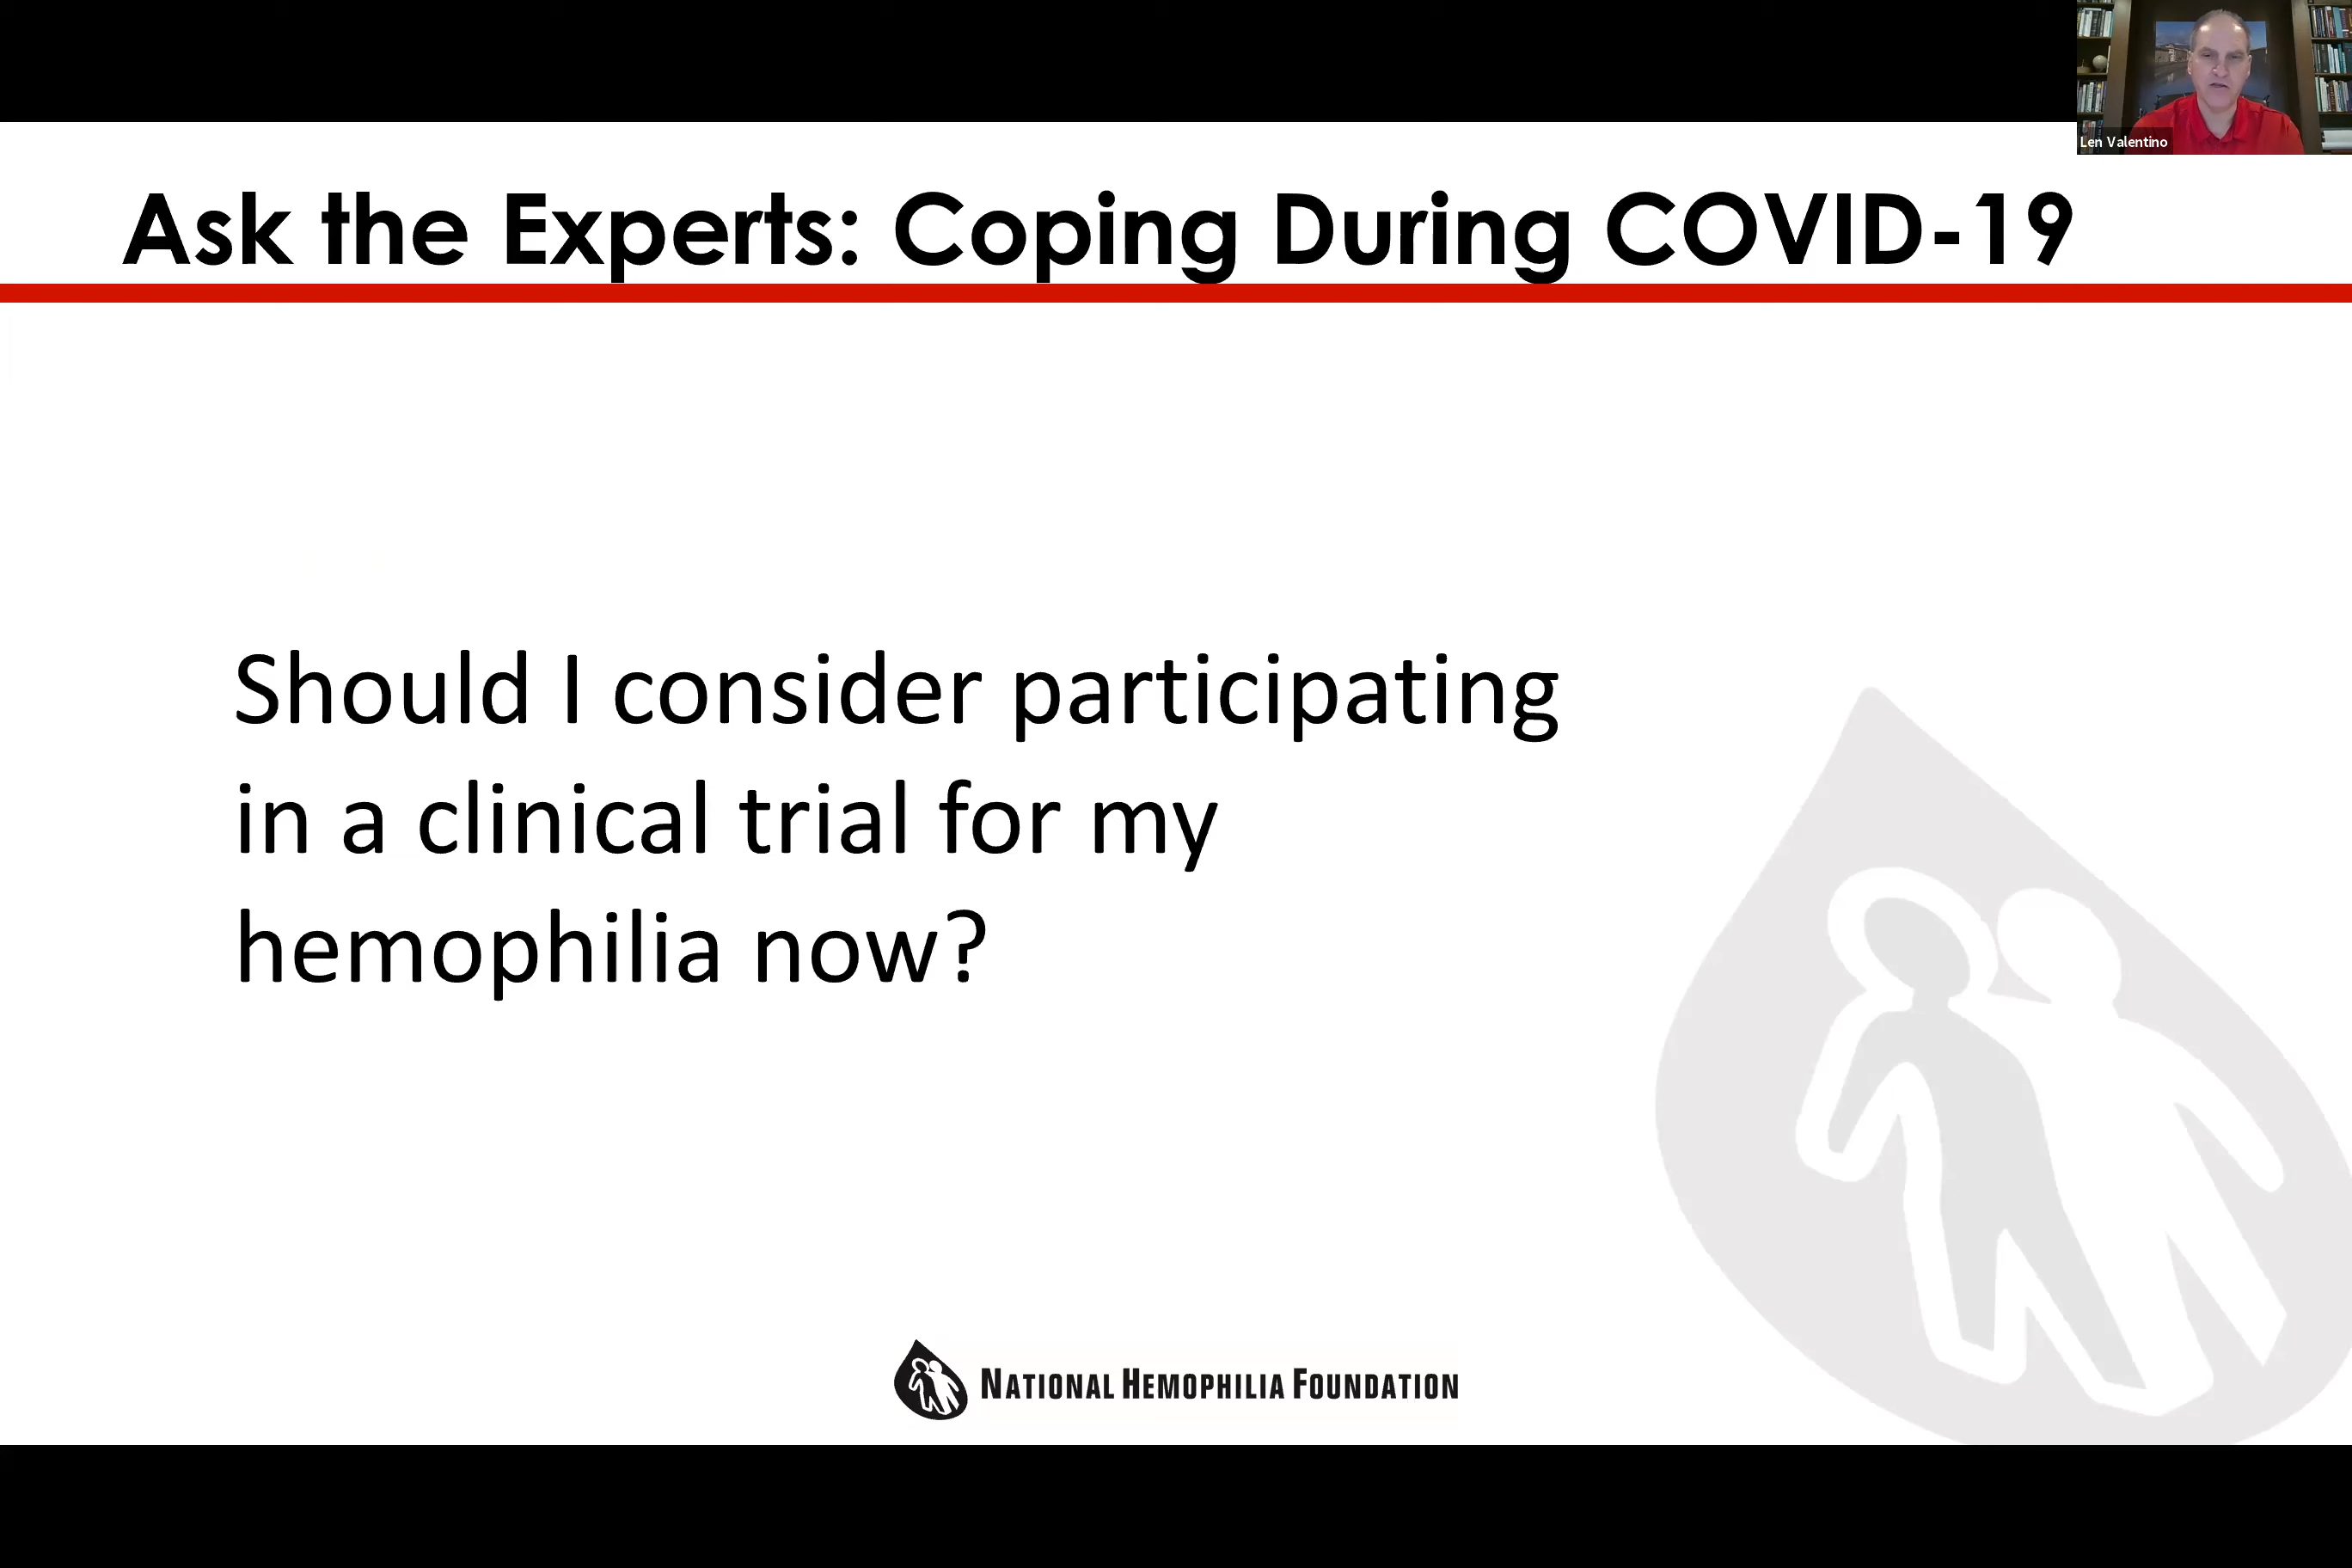 Len Valentino
Ask the Experts: Coping During COVID-19
Should I consider participating
in a clinical trial for my
hemophilia now?
NATIONAL HEMOPHILIA FOUNDATION